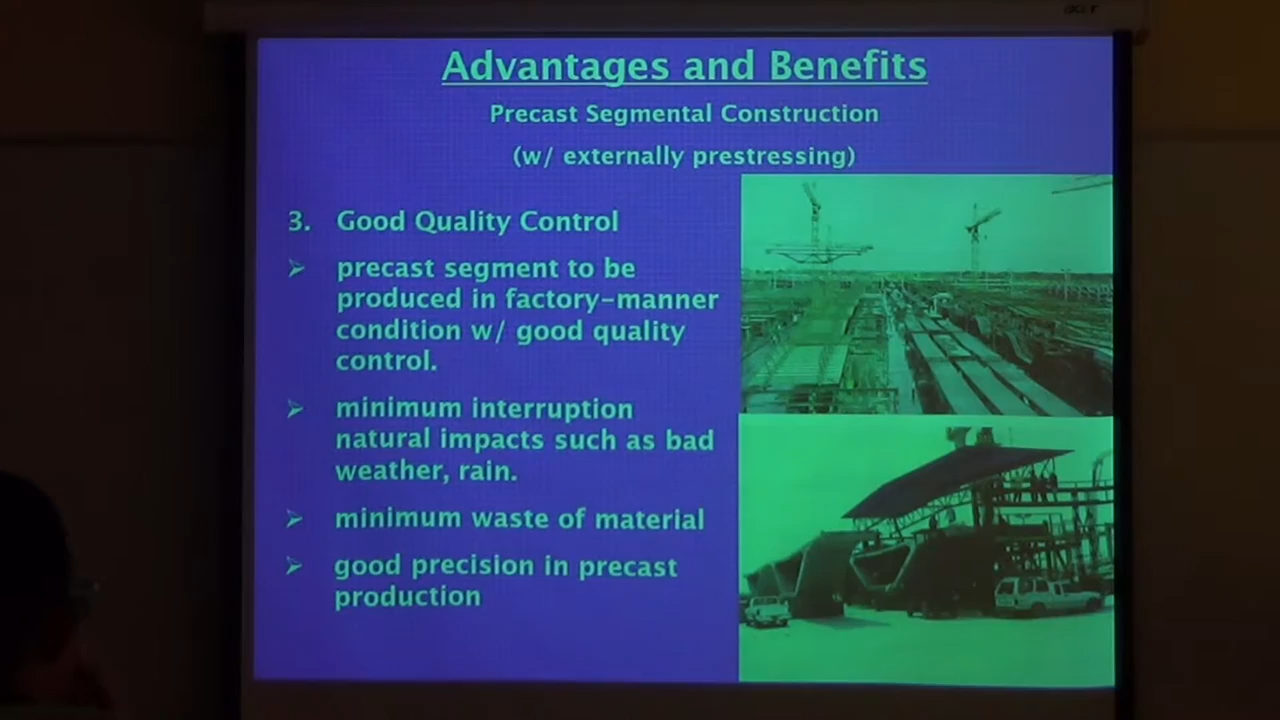 acer
Advantages and Benefits
Precast Segmental Construction
(w/ externally prestressing)
3. Good Quality Control
➢ precast segment to be
produced in factory-manner
condition w/ good quality
control.
➢ minimum interruption
natural impacts such as bad
weather, rain.
➢ minimum waste of material
➢ good precision in precast
production